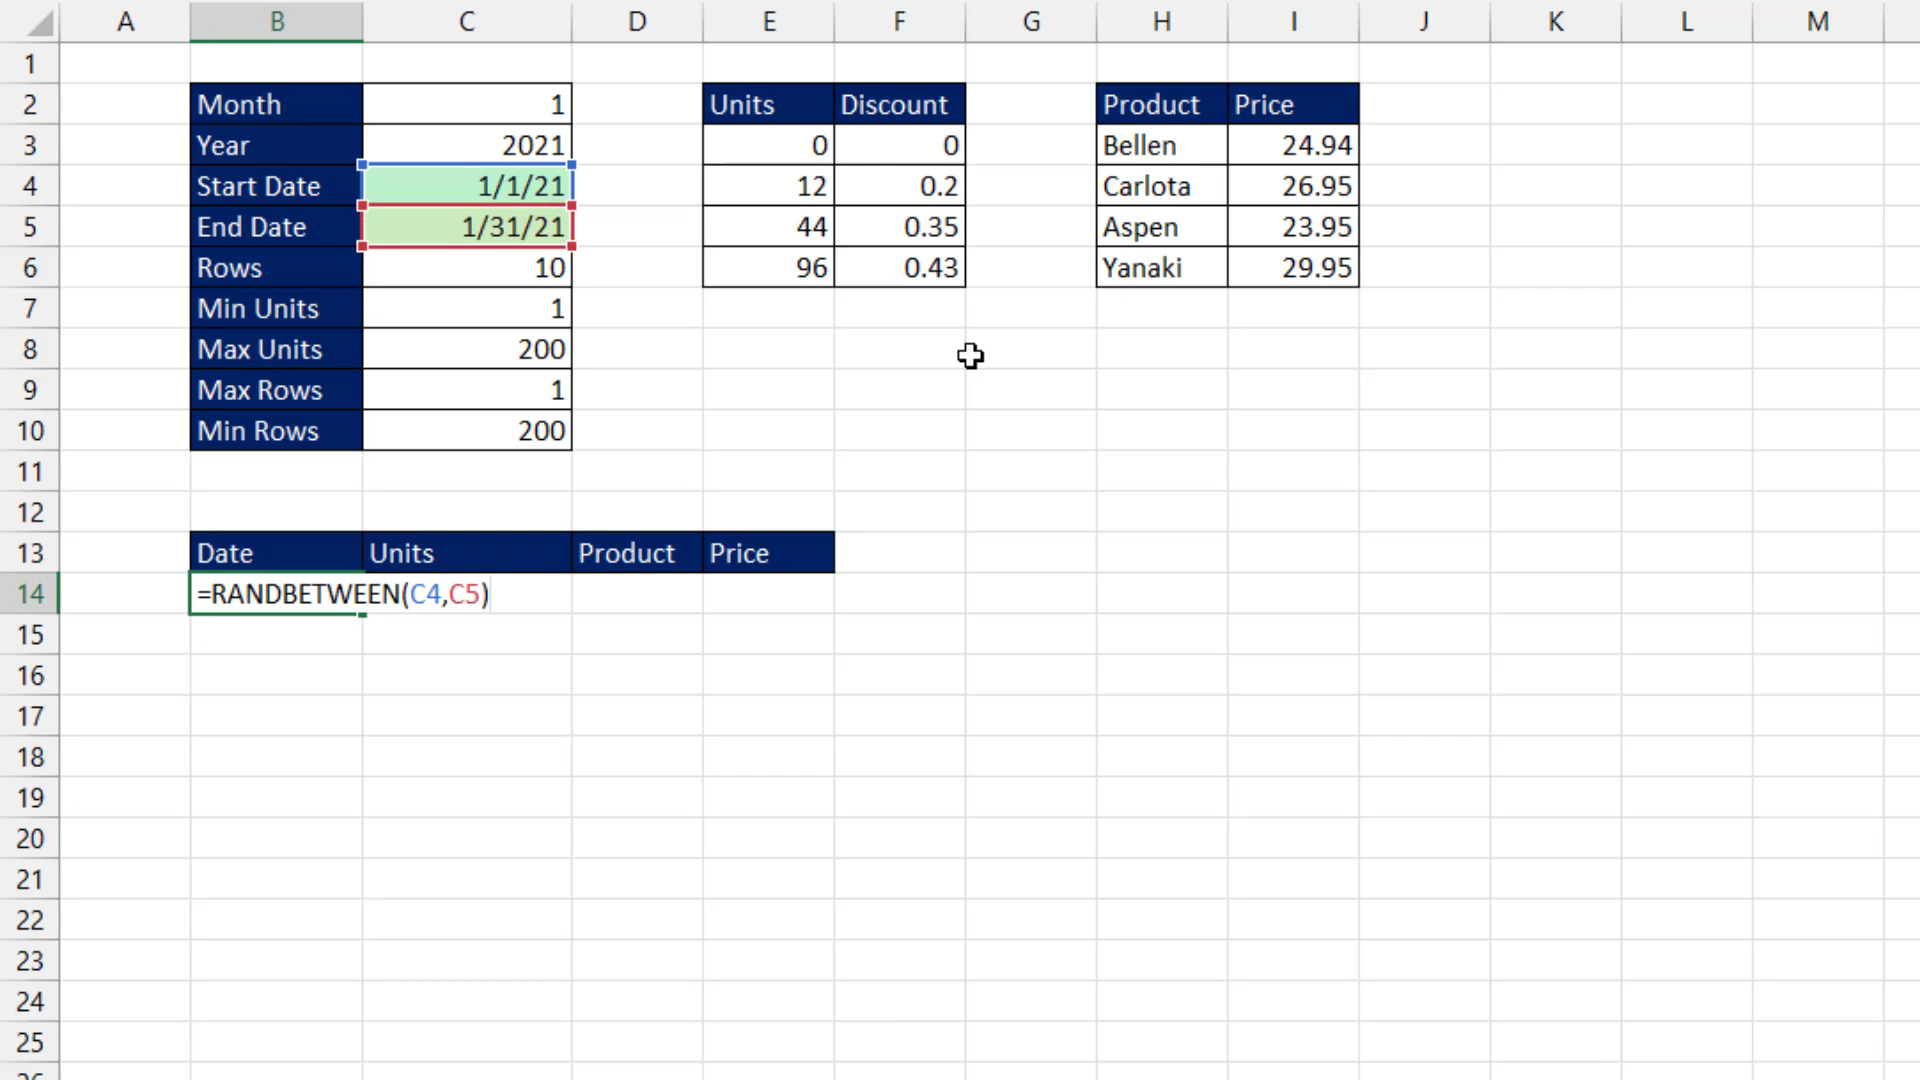 A B C D E F G H I J K L M
1
2 Month 1 Units Discount Product Price
3 Year 2021 0 0 Bellen 24.94
4 Start Date 1/1/21 12 0.2 Carlota 26.95
5 End Date 1/31/21 44 0.35 Aspen 23.95
6 Rows 10 96 0.43 Yanaki 29.95
7 Min Units 1
8 Max Units 200
9 Max Rows 1
10 Min Rows 200
11
12
13 Date Units Product Price
14 =RANDBETWEEN(C4,C5)
15
16
17
18
19
20
21
22
23
24
25